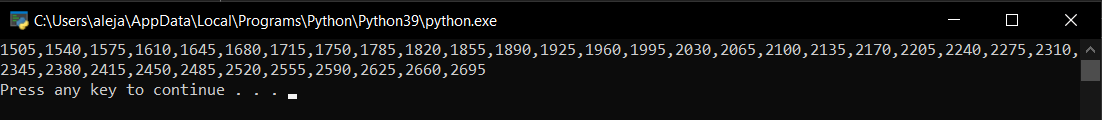 C:\Users\aleja\AppData\Local\Programs\Python\Python39\python.exe
1505,1540,1575,1610,1645,1680,1715,1750,1785,1820,1855,1890,1925,1960,1995,2030,2065,2100,2135,2170,2205,2240,2275,2310,
2345,2380,2415,2450,2485,2520,2555,2590,2625,2660,2695
Press any key to continue . . .